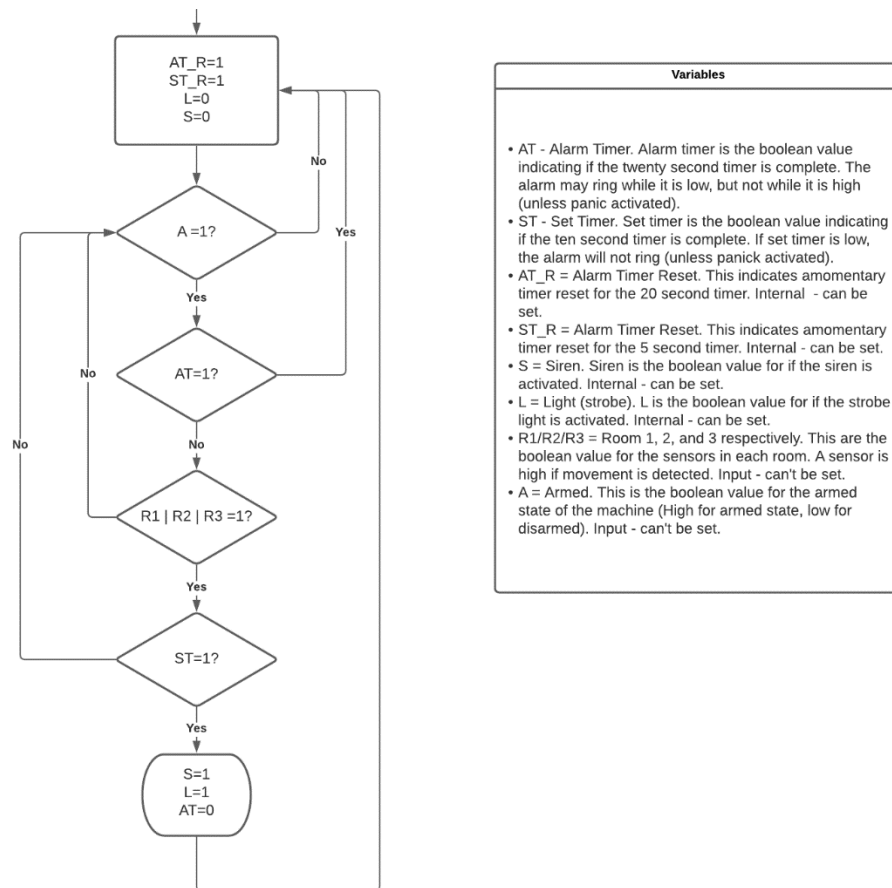 AT_R=1
ST_R=1
L=0
S=0
No
A =1?
Yes
Yes
AT=1?
No
No
No
R1 | R2 | R3 =1?
Yes
ST=1?
Yes
S=1
L=1
AT=0
Variables
• AT - Alarm Timer. Alarm timer is the boolean value
indicating if the twenty second timer is complete. The
alarm may ring while it is low, but not while it is high
(unless panic activated).
• ST - Set Timer. Set timer is the boolean value indicating
if the ten second timer is complete. If set timer is low,
the alarm will not ring (unless panick activated).
• AT_R = Alarm Timer Reset. This indicates amomentary
timer reset for the 20 second timer. Internal - can be
set.
• ST_R = Alarm Timer Reset. This indicates amomentary
timer reset for the 5 second timer. Internal - can be set.
• S = Siren. Siren is the boolean value for if the siren is
activated. Internal - can be set.
• L = Light (strobe). L is the boolean value for if the strobe
light is activated. Internal - can be set.
• R1/R2/R3 = Room 1, 2, and 3 respectively. This are the
boolean value for the sensors in each room. A sensor is
high if movement is detected. Input - can't be set.
• A = Armed. This is the boolean value for the armed
state of the machine (High for armed state, low for
disarmed). Input - can't be set.